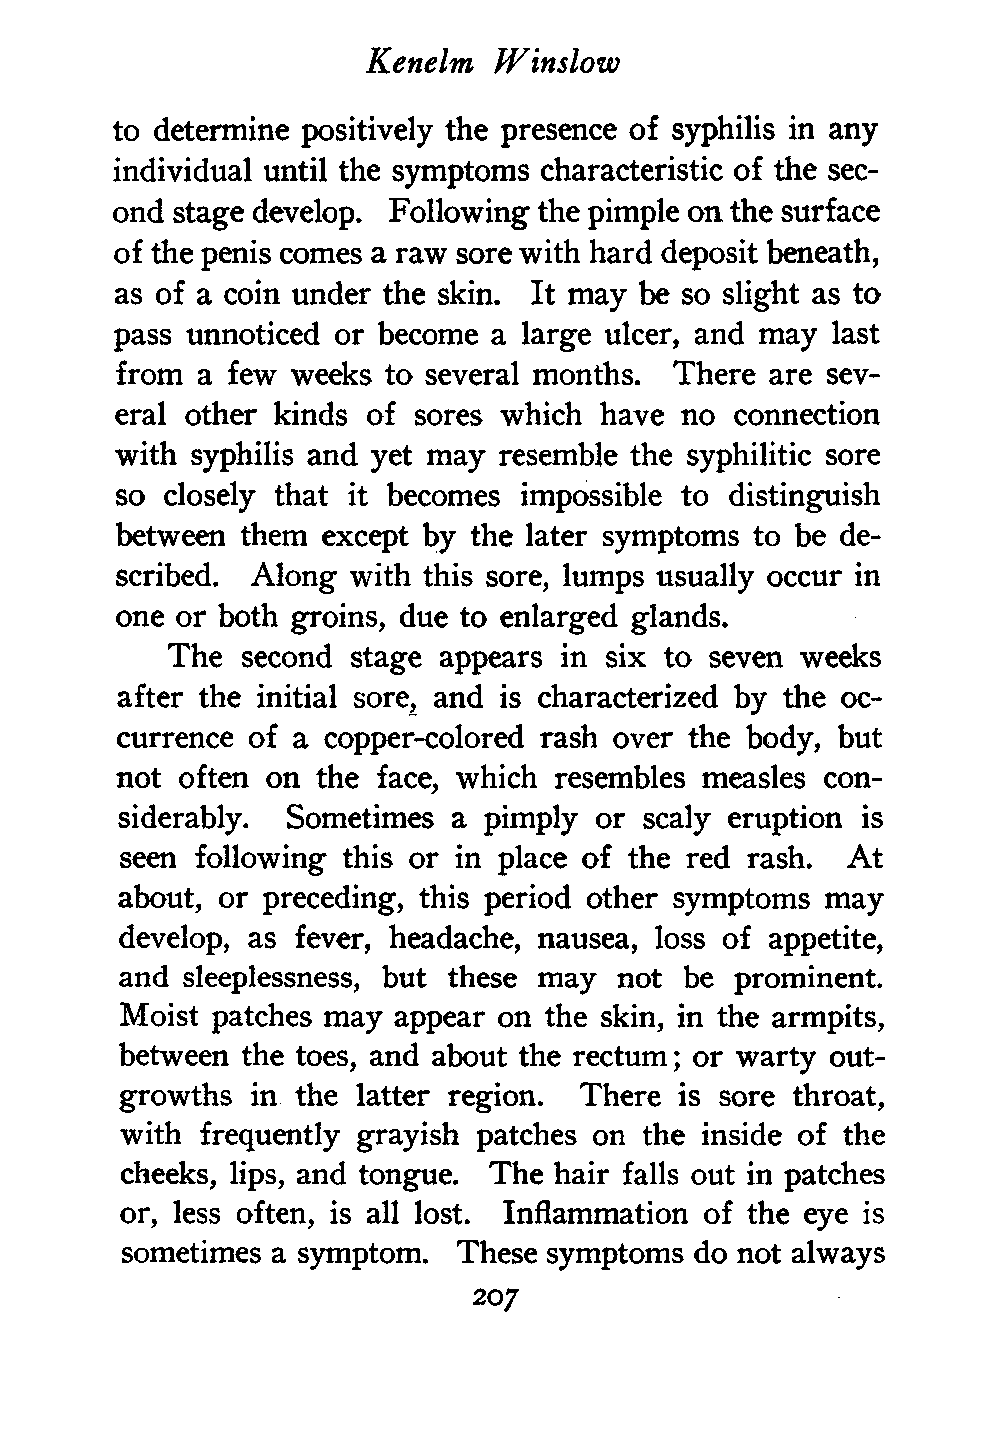 Kenelm Winslow
to determine positively the presence of syphilis in any
individual until the symptoms characteristic of the sec-
ond stage develop. Following the pimple on the surface
of the penis comes a raw sore with hard deposit beneath,
as of a coin under the skin. It may be so slight as to
pass unnoticed or become a large ulcer, and may last
from a few weeks to several months. There are sev-
eral other kinds of sores which have no connection
with syphilis and yet may resemble the syphilitic sore
so closely that it becomes impossible to distinguish
between them except by the later symptoms to be de-
scribed. Along with this sore, lumps usually occur in
one or both groins, due to enlarged glands.
The second stage appears in six to seven weeks
after the initial sore, and is characterized by the oc-
currence of a copper-colored rash over the body, but
not often on the face, which resembles measles con-
siderably. Sometimes a pimply or scaly eruption is
seen following this or in place of the red rash. At
about, or preceding, this period other symptoms may
develop, as fever, headache, nausea, loss of appetite,
and sleeplessness, but these may not be prominent.
Moist patches may appear on the skin, in the armpits,
between the toes, and about the rectum; or warty out-
growths in the latter region. There is sore throat,
with frequently grayish patches on the inside of the
cheeks, lips, and tongue. The hair falls out in patches
or, less often, is all lost. Inflammation of the eye is
sometimes a symptom. These symptoms do not always
207